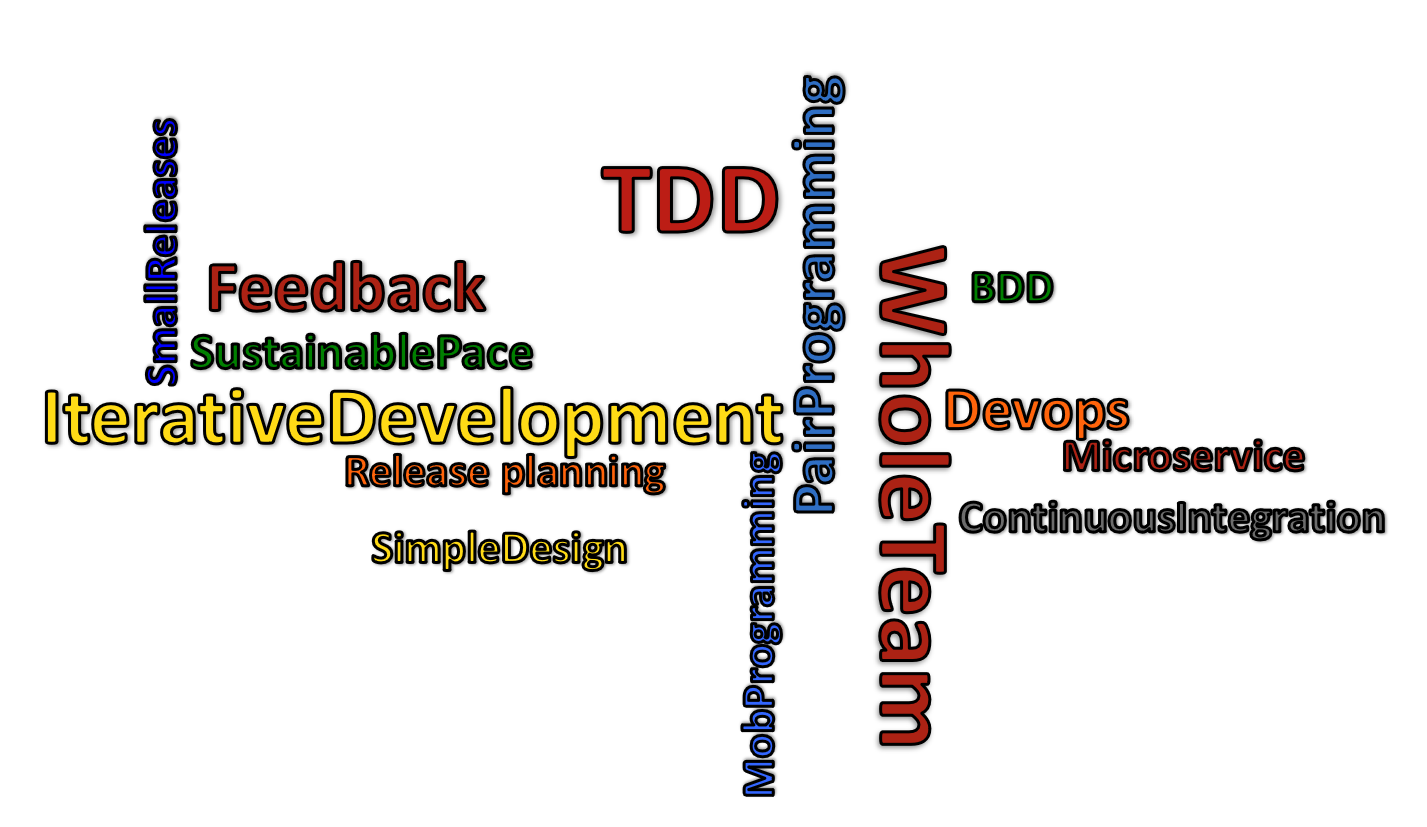 SmallReleases
TDD
PairProgramming
Feedback
WholeTeam
BDD
SustainablePace
IterativeDevelopment
Devops
Release planning
Microservice
MobProgramming
ContinuousIntegration
SimpleDesign